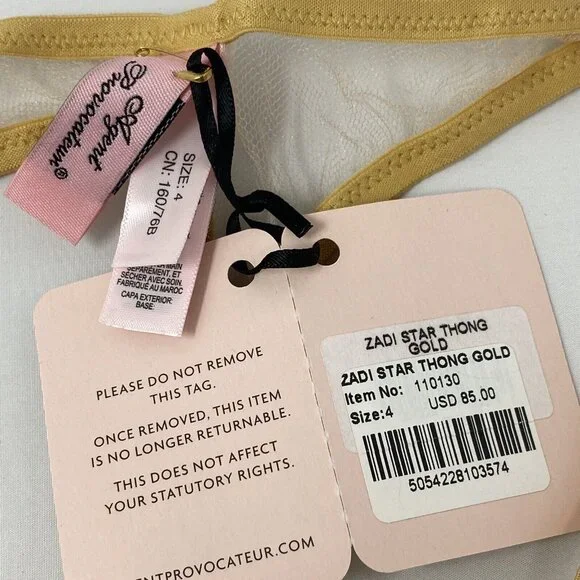 Agent
Provocateur®
SIZE: 4
CN: 160/76B
SÉPARÉMENT, ET
SÉCHER AVEC SOIN.
FABRIQUÉ AU MAROC
CAPA EXTERIOR:
BASE:
PLEASE DO NOT REMOVE
THIS TAG.
ONCE REMOVED, THIS ITEM
IS NO LONGER RETURNABLE.
THIS DOES NOT AFFECT
YOUR STATUTORY RIGHTS.
ENTPROVOCATEUR.COM
ZADI STAR THONG
GOLD
ZADI STAR THONG GOLD
Item No: 110130
Size:4 USD 85.00
5054228103574